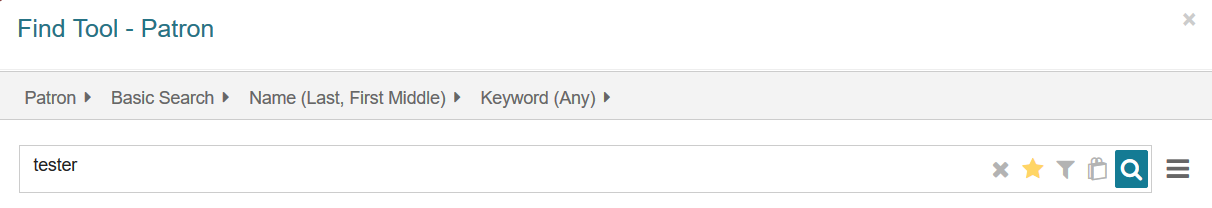 Find Tool - Patron
Patron Basic Search Name (Last, First Middle) Keyword (Any)
tester